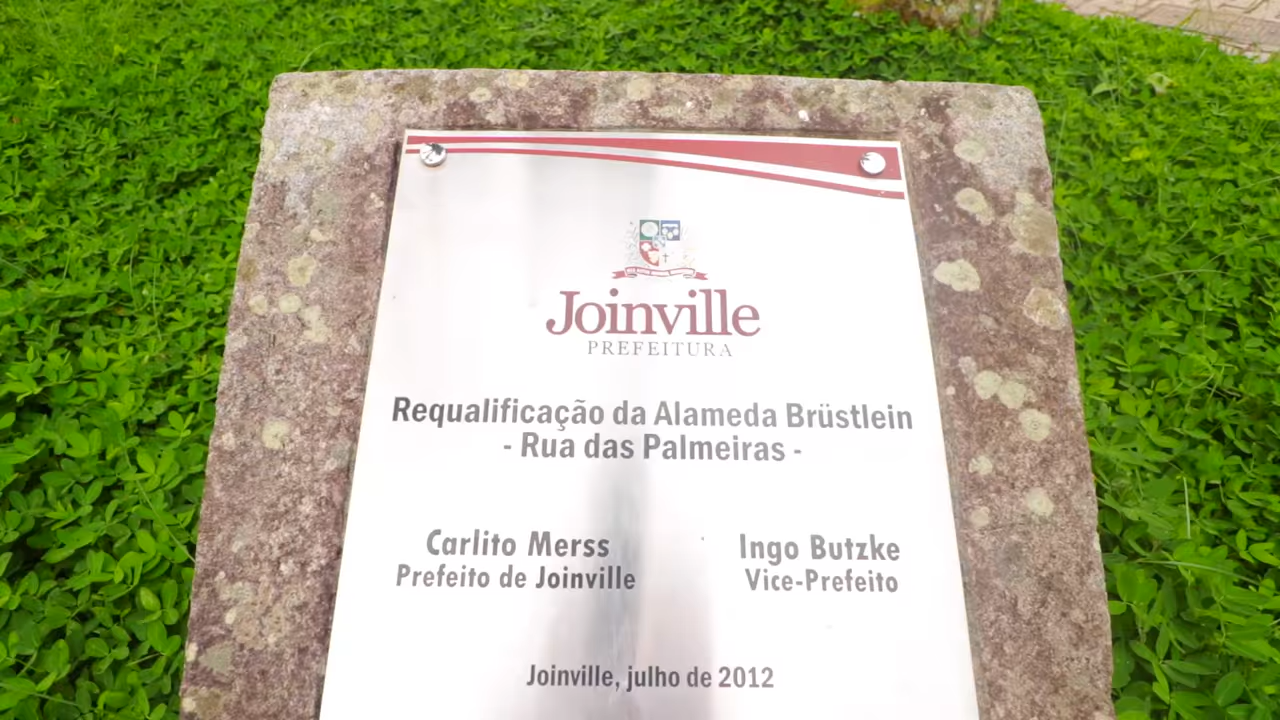 Joinville
PREFEITURA
Requalificação da Alameda Brüstlein
- Rua das Palmeiras -
Carlito Merss
Prefeito de Joinville
Ingo Butzke
Vice-Prefeito
Joinville, julho de 2012